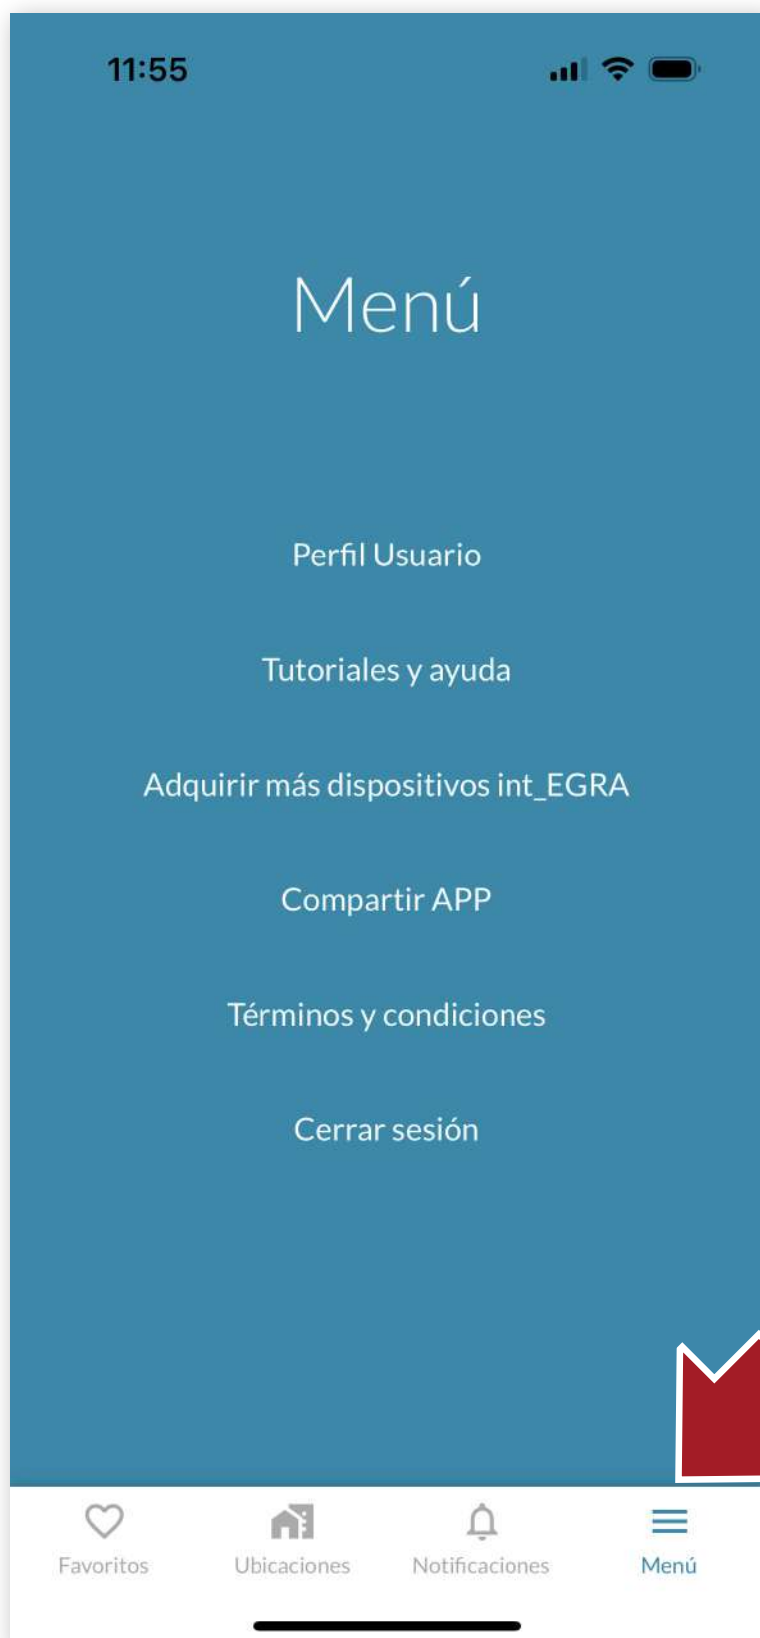 11:55
Menú
Perfil Usuario
Tutoriales y ayuda
Adquirir más dispositivos int_EGRA
Compartir APP
Términos y condiciones
Cerrar sesión
Favoritos
Ubicaciones
Notificaciones
Menú